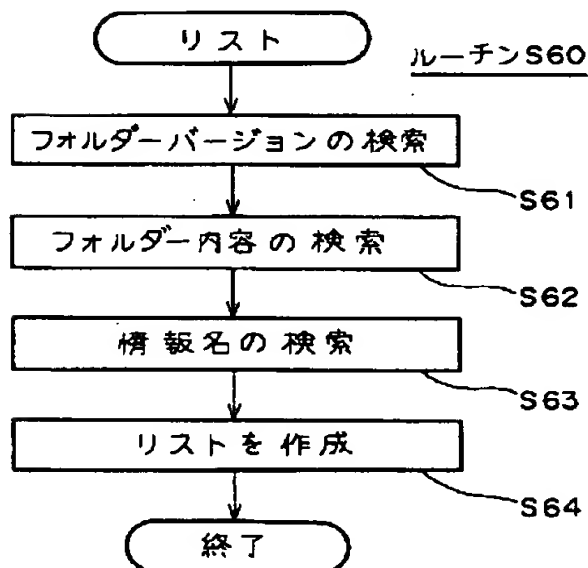 リスト
ルーチンS60
フォルダーバージョンの検索
S61
フォルダー内容の検索
S62
情報名の検索
S63
リストを作成
S64
終了